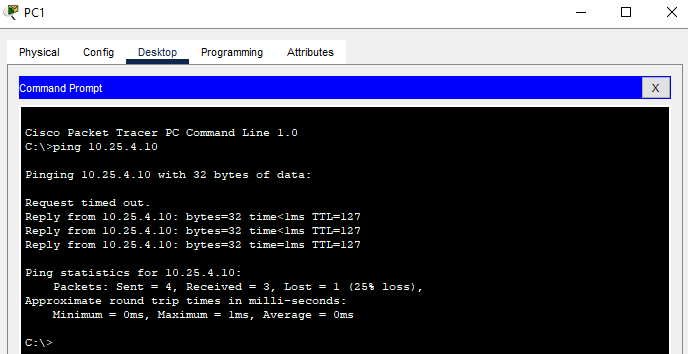 PC1
Physical Config Desktop Programming Attributes
Command Prompt
X
Cisco Packet Tracer PC Command Line 1.0
C:\>ping 10.25.4.10
Pinging 10.25.4.10 with 32 bytes of data:
Request timed out.
Reply from 10.25.4.10: bytes=32 time<1ms TTL=127
Reply from 10.25.4.10: bytes=32 time<1ms TTL=127
Reply from 10.25.4.10: bytes=32 time=1ms TTL=127
Ping statistics for 10.25.4.10:
Packets: Sent = 4, Received = 3, Lost = 1 (25% loss),
Approximate round trip times in milli-seconds:
Minimum = 0ms, Maximum = 1ms, Average = 0ms
C:\>